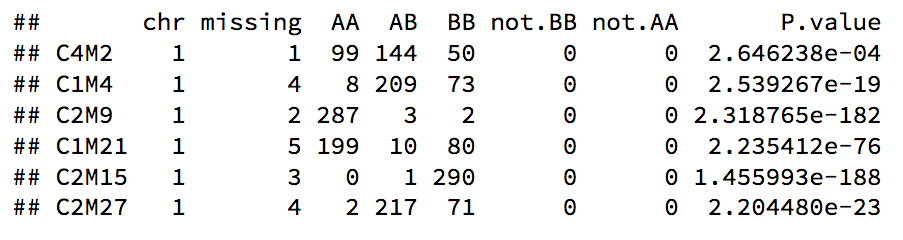 ##        chr missing  AA  AB  BB not.BB not.AA       P.value
## C4M2     1       1  99 144  50      0      0  2.646238e-04
## C1M4     1       4   8 209  73      0      0  2.539267e-19
## C2M9     1       2 287   3   2      0      0 2.318765e-182
## C1M21    1       5 199  10  80      0      0  2.235412e-76
## C2M15    1       3   0   1 290      0      0 1.455993e-188
## C2M27    1       4   2 217  71      0      0  2.204480e-23